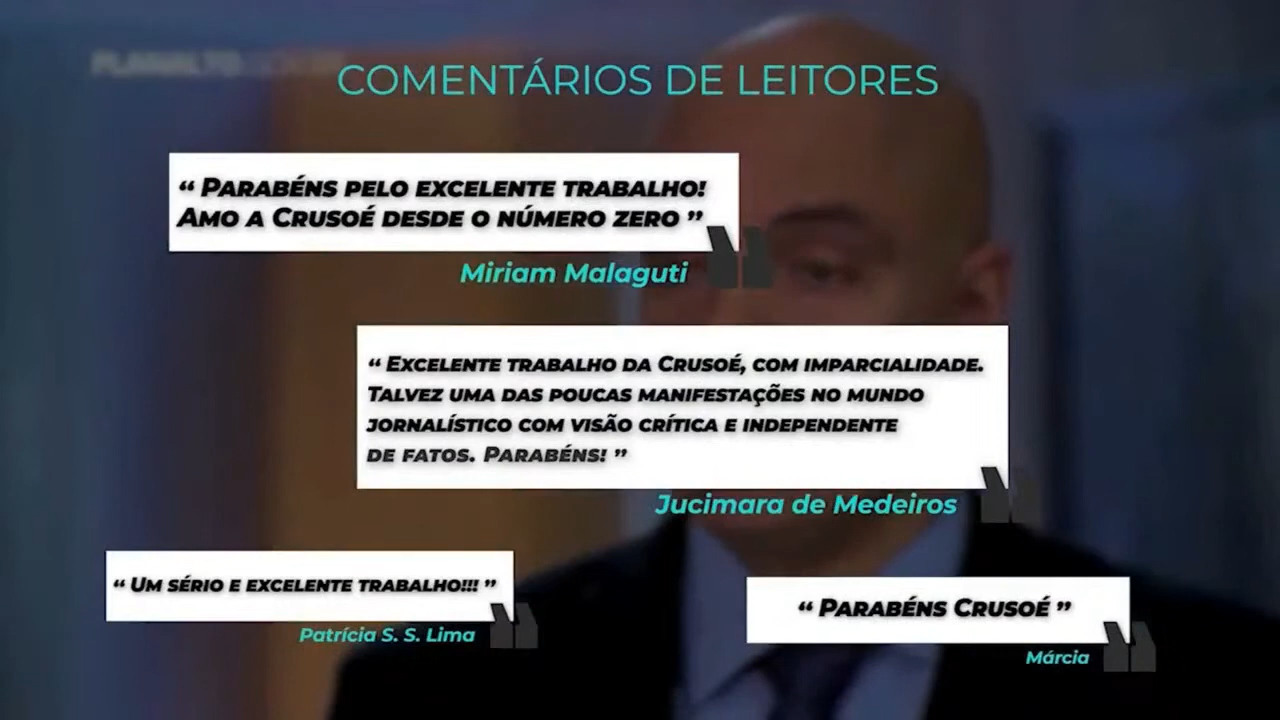 PLANALTO
COMENTÁRIOS DE LEITORES
“ PARABÉNS PELO EXCELENTE TRABALHO!
AMO A CRUSOÉ DESDE O NÚMERO ZERO ”
Miriam Malaguti
“ EXCELENTE TRABALHO DA CRUSOÉ, COM IMPARCIALIDADE.
TALVEZ UMA DAS POUCAS MANIFESTAÇÕES NO MUNDO
JORNALÍSTICO COM VISÃO CRÍTICA E INDEPENDENTE
DE FATOS. PARABÉNS! ”
Jucimara de Medeiros
“ UM SÉRIO E EXCELENTE TRABALHO!!! ”
Patrícia S. S. Lima
“ PARABÉNS CRUSOÉ ”
Márcia